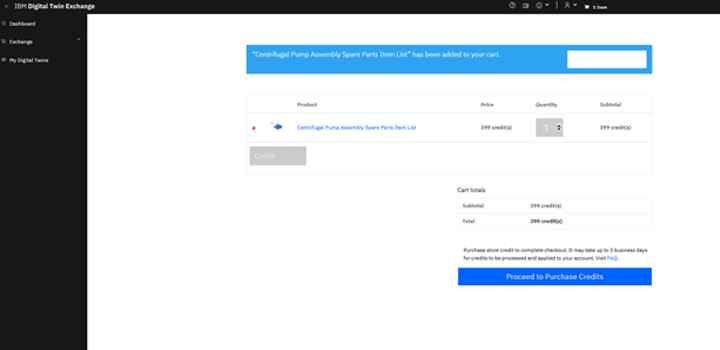 IBM Digital Twin Exchange
1 Item
Dashboard
Exchange
My Digital Twins
"Centrifugal Pump Assembly Spare Parts Item List" has been added to your cart.
Product Price Quantity Subtotal
Centrifugal Pump Assembly Spare Parts Item List 399 credit(s) 1 399 credit(s)
Credit
Cart totals
Subtotal 399 credit(s)
Total 399 credit(s)
Purchase store credit to complete checkout. It may take up to 3 business days
for credits to be processed and applied to your account. Visit FAQ.
Proceed to Purchase Credits